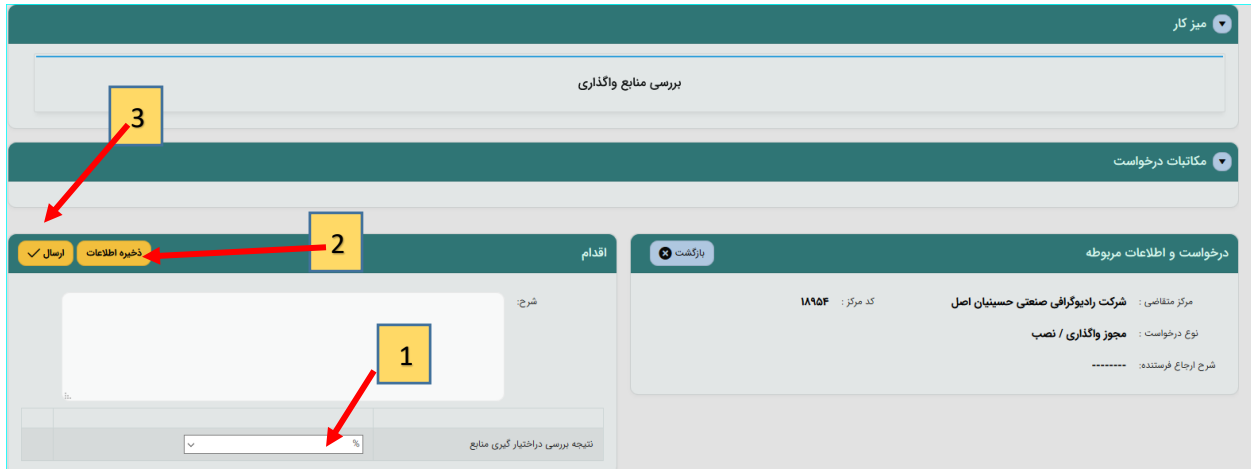 میز کار
بررسی منابع واگذاری
3
مکاتبات درخواست
درخواست و اطلاعات مربوطه
بازگشت
مرکز متقاضی : شرکت رادیوگرافی صنعتی حسینیان اصل کد مرکز : ۱۸۹۵۴
نوع درخواست : مجوز واگذاری / نصب
شرح ارجاع فرستنده: --------
اقدام
2
ذخیره اطلاعات
ارسال
شرح:
1
نتیجه بررسی دراختیار گیری منابع
%